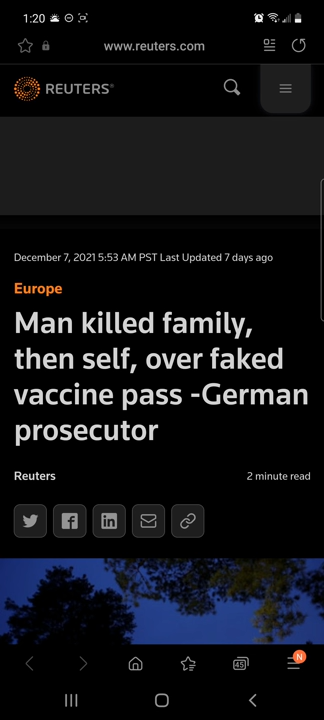 1:20
www.reuters.com
REUTERS®
December 7, 2021 5:53 AM PST Last Updated 7 days ago
Europe
Man killed family,
then self, over faked
vaccine pass -German
prosecutor
Reuters 2 minute read
45 N